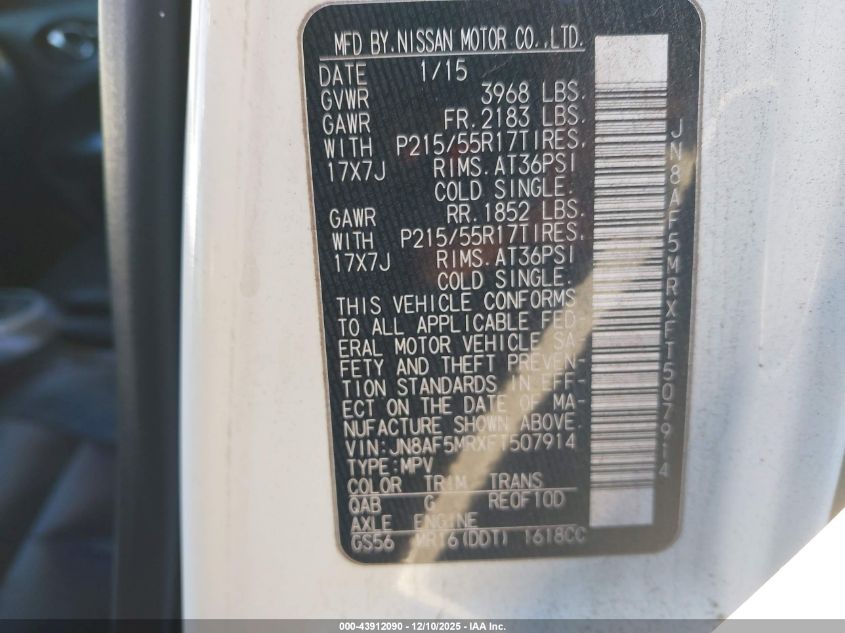 MFD BY. NISSAN MOTOR CO., LTD.
DATE 1/15
GVWR 3968 LBS.
GAWR FR. 2183 LBS.
WITH P215/55R17TIRES,
17X7J RIMS. AT36PSI
COLD SINGLE.
GAWR RR. 1852 LBS.
WITH P215/55R17TIRES,
17X7J RIMS. AT36PSI
COLD SINGLE.
THIS VEHICLE CONFORMS
TO ALL APPLICABLE FED-
ERAL MOTOR VEHICLE SA-
FETY AND THEFT PREVEN-
TION STANDARDS IN EFF-
ECT ON THE DATE OF MA-
NUFACTURE SHOWN ABOVE.
VIN: JN8AF5MRXFT507914
TYPE: MPV
COLOR TRIM TRANS
QAB G RE0F10D
AXLE ENGINE
GS56 MR16(DDT) 1618CC
JN8AF5MRXFT507914
000-43912090 - 12/10/2025 - IAA Inc.